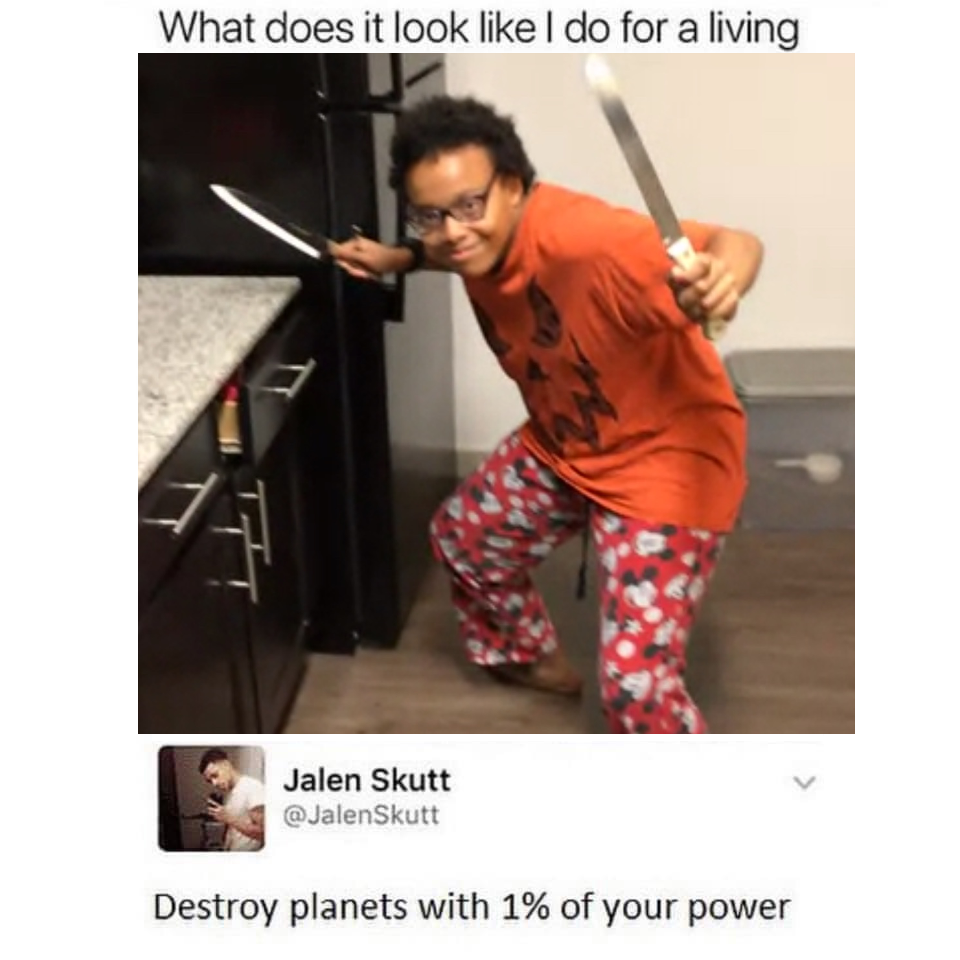 What does it look like I do for a living
Jalen Skutt
@JalenSkutt
Destroy planets with 1% of your power